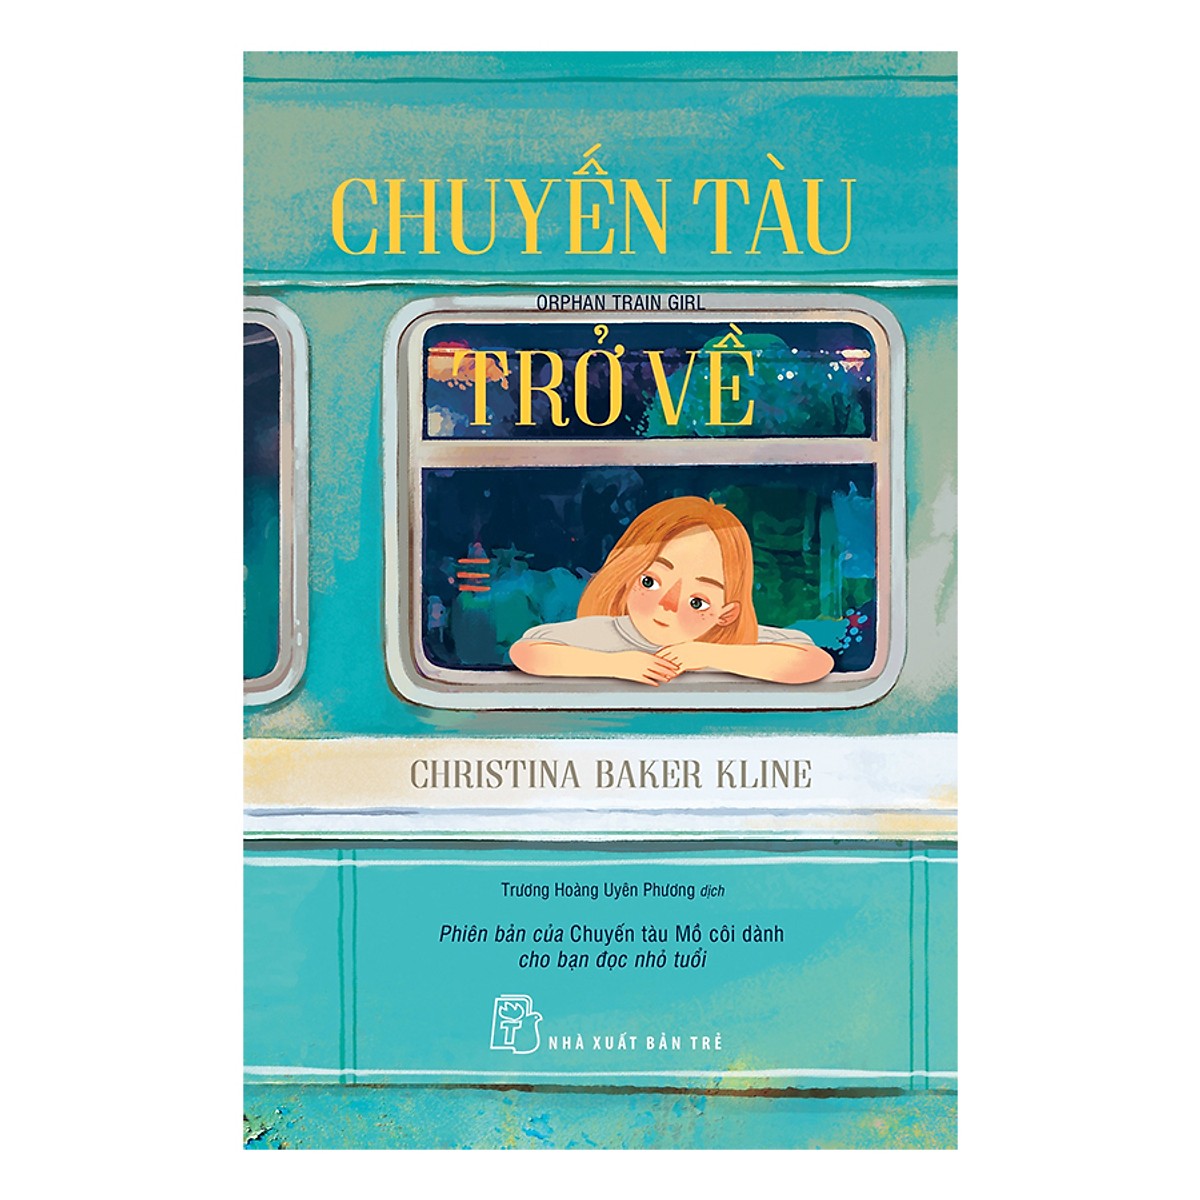 CHUYẾN TÀU
ORPHAN TRAIN GIRL
TRỞ VỀ
CHRISTINA BAKER KLINE
Trương Hoàng Uyên Phương dịch
Phiên bản của Chuyến tàu Mồ côi dành
cho bạn đọc nhỏ tuổi
T
NHÀ XUẤT BẢN TRẺ